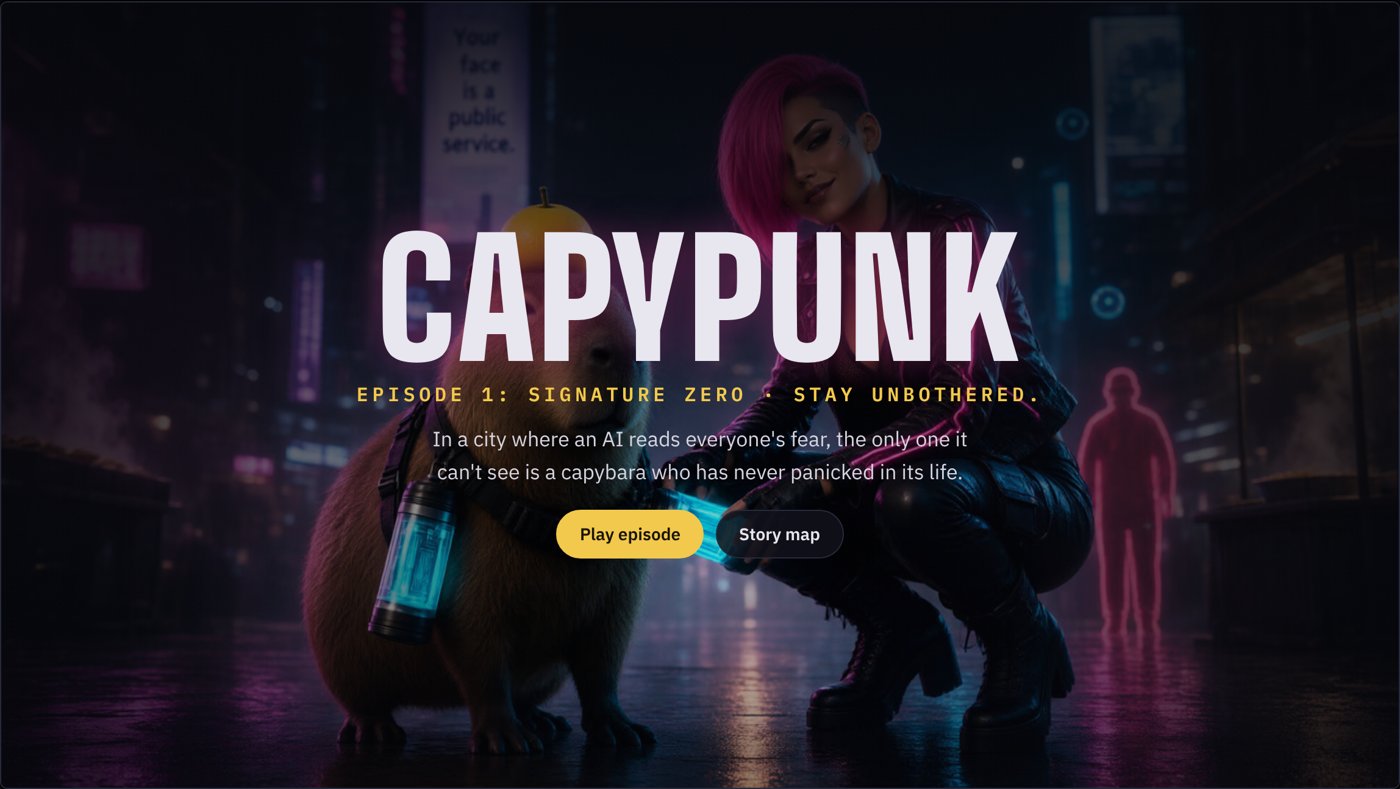 Your
face
is a
public
service.
CAPYPUNK
EPISODE 1: SIGNATURE ZERO · STAY UNBOTHERED.
In a city where an AI reads everyone's fear, the only one it
can't see is a capybara who has never panicked in its life.
Play episode
Story map